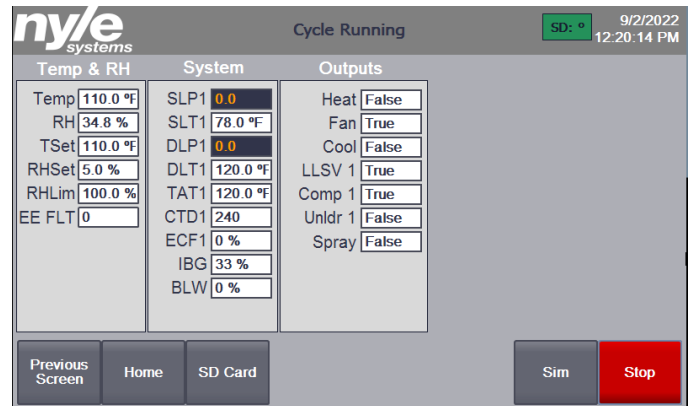 nyle
systems
Cycle Running
SD: °
9/2/2022
12:20:14 PM
Temp & RH
Temp 110.0 °F
RH 34.8 %
TSet 110.0 °F
RHSet 5.0 %
RHLim 100.0 %
EE FLT 0
System
SLP1 0.0
SLT1 78.0 °F
DLP1 0.0
DLT1 120.0 °F
TAT1 120.0 °F
CTD1 240
ECF1 0 %
IBG 33 %
BLW 0 %
Outputs
Heat False
Fan True
Cool False
LLSV 1 True
Comp 1 True
Unldr 1 False
Spray False
Previous
Screen
Home
SD Card
Sim
Stop